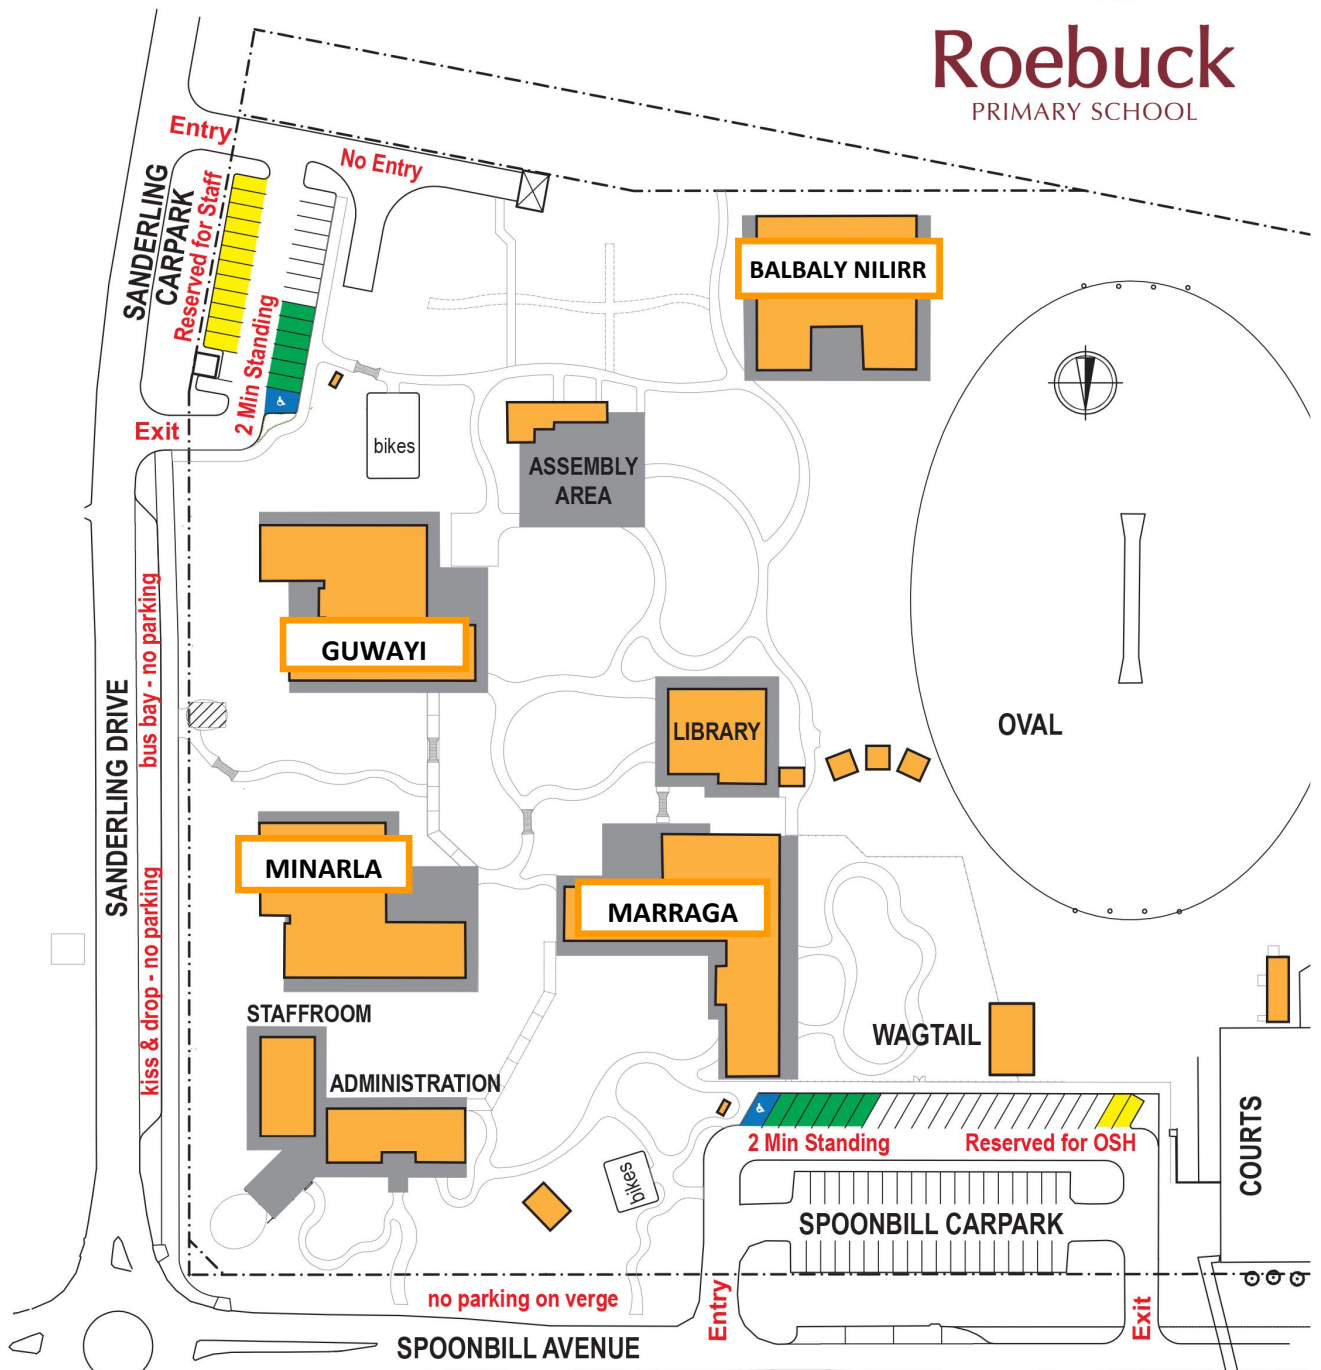 Roebuck
PRIMARY SCHOOL
Entry
No Entry
SANDERLING
CARPARK
Reserved for Staff
2 Min Standing
Exit
bikes
BALBALY NILIRR
ASSEMBLY
AREA
GUWAYI
bus bay - no parking
SANDERLING DRIVE
LIBRARY
OVAL
MINARLA
MARRAGA
kiss & drop - no parking
STAFFROOM
ADMINISTRATION
WAGTAIL
2 Min Standing
Reserved for OSH
COURTS
bikes
SPOONBILL CARPARK
Entry
Exit
no parking on verge
SPOONBILL AVENUE